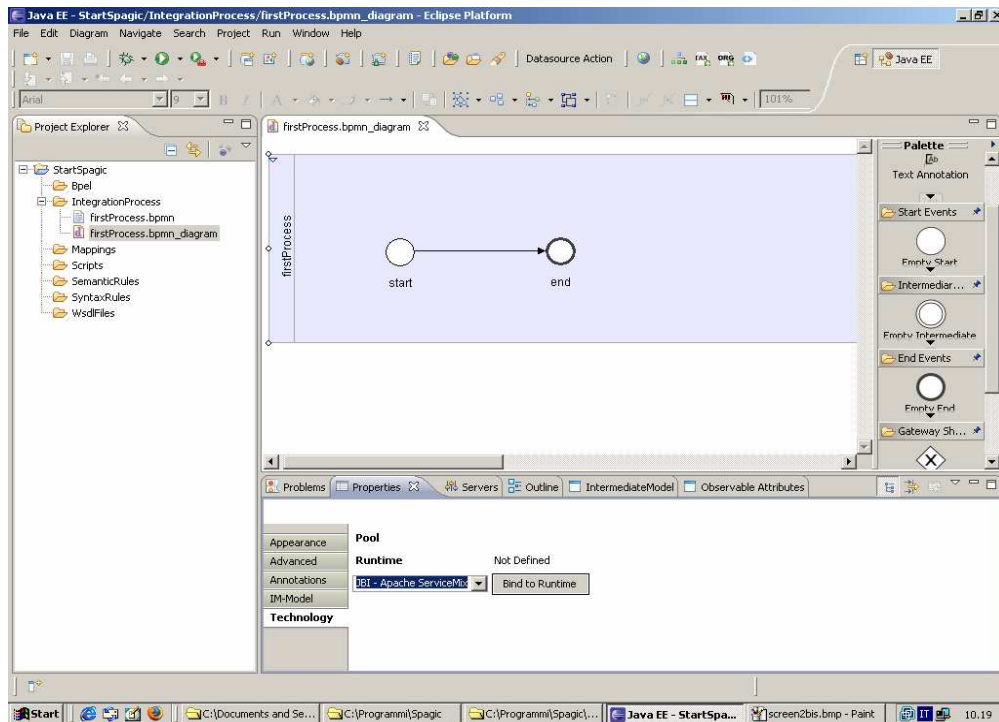 Java EE - StartSpagic/IntegrationProcess/firstProcess.bpmn_diagram - Eclipse Platform
File Edit Diagram Navigate Search Project Run Window Help
Datasource Action
Java EE
Arial 9 101%
Project Explorer
StartSpagic
Bpel
IntegrationProcess
firstProcess.bpmn
firstProcess.bpmn_diagram
Mappings
Scripts
SemanticRules
SyntaxRules
WsdlFiles
firstProcess.bpmn_diagram
firstProcess
start
end
Palette
Text Annotation
Start Events
Empty Start
Intermediar...
Empty Intermediate
End Events
Empty End
Gateway Sh...
Problems Properties Servers Outline IntermediateModel Observable Attributes
Appearance
Advanced
Annotations
IM-Model
Technology
Pool
Runtime Not Defined
JBI - Apache ServiceMix Bind to Runtime
Start C:\Documents and Se... C:\Programmi\Spagic C:\Programmi\Spagic\... Java EE - StartSpa... screen2bis.bmp - Paint IT 10.19